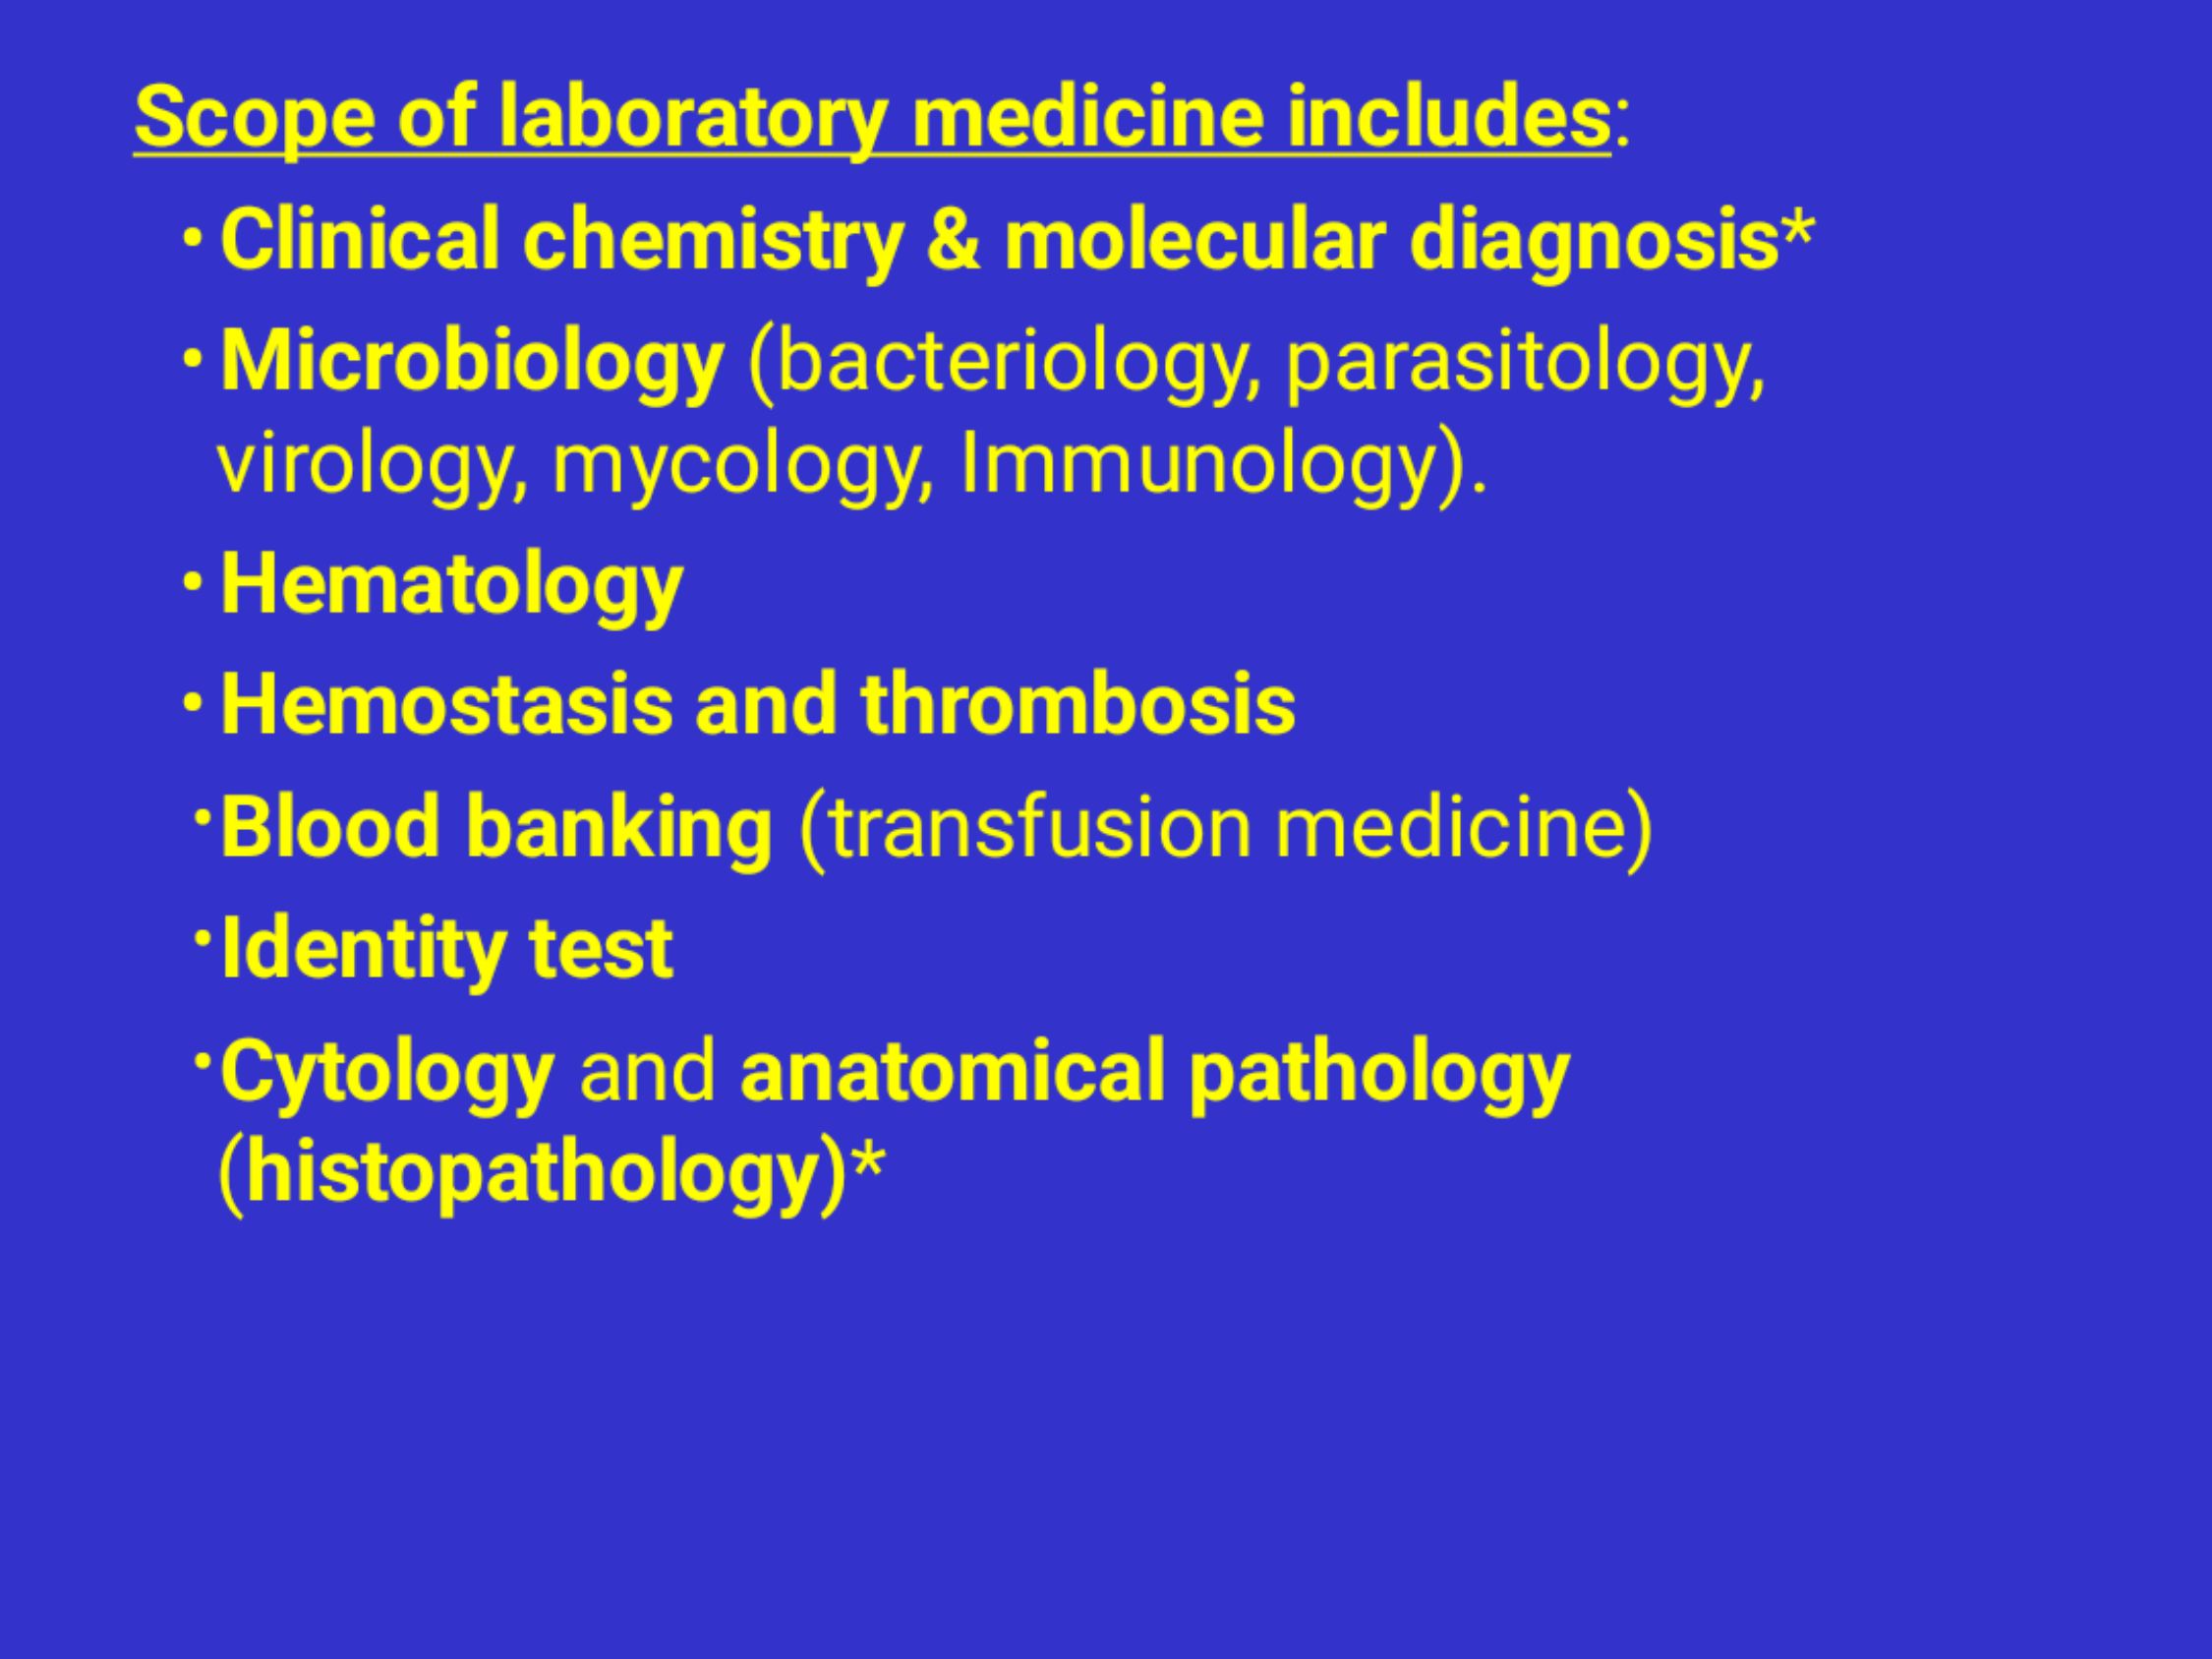 Scope of laboratory medicine includes:
• Clinical chemistry & molecular diagnosis*
• Microbiology (bacteriology, parasitology,
virology, mycology, Immunology).
• Hematology
• Hemostasis and thrombosis
• Blood banking (transfusion medicine)
• Identity test
• Cytology and anatomical pathology
(histopathology)*